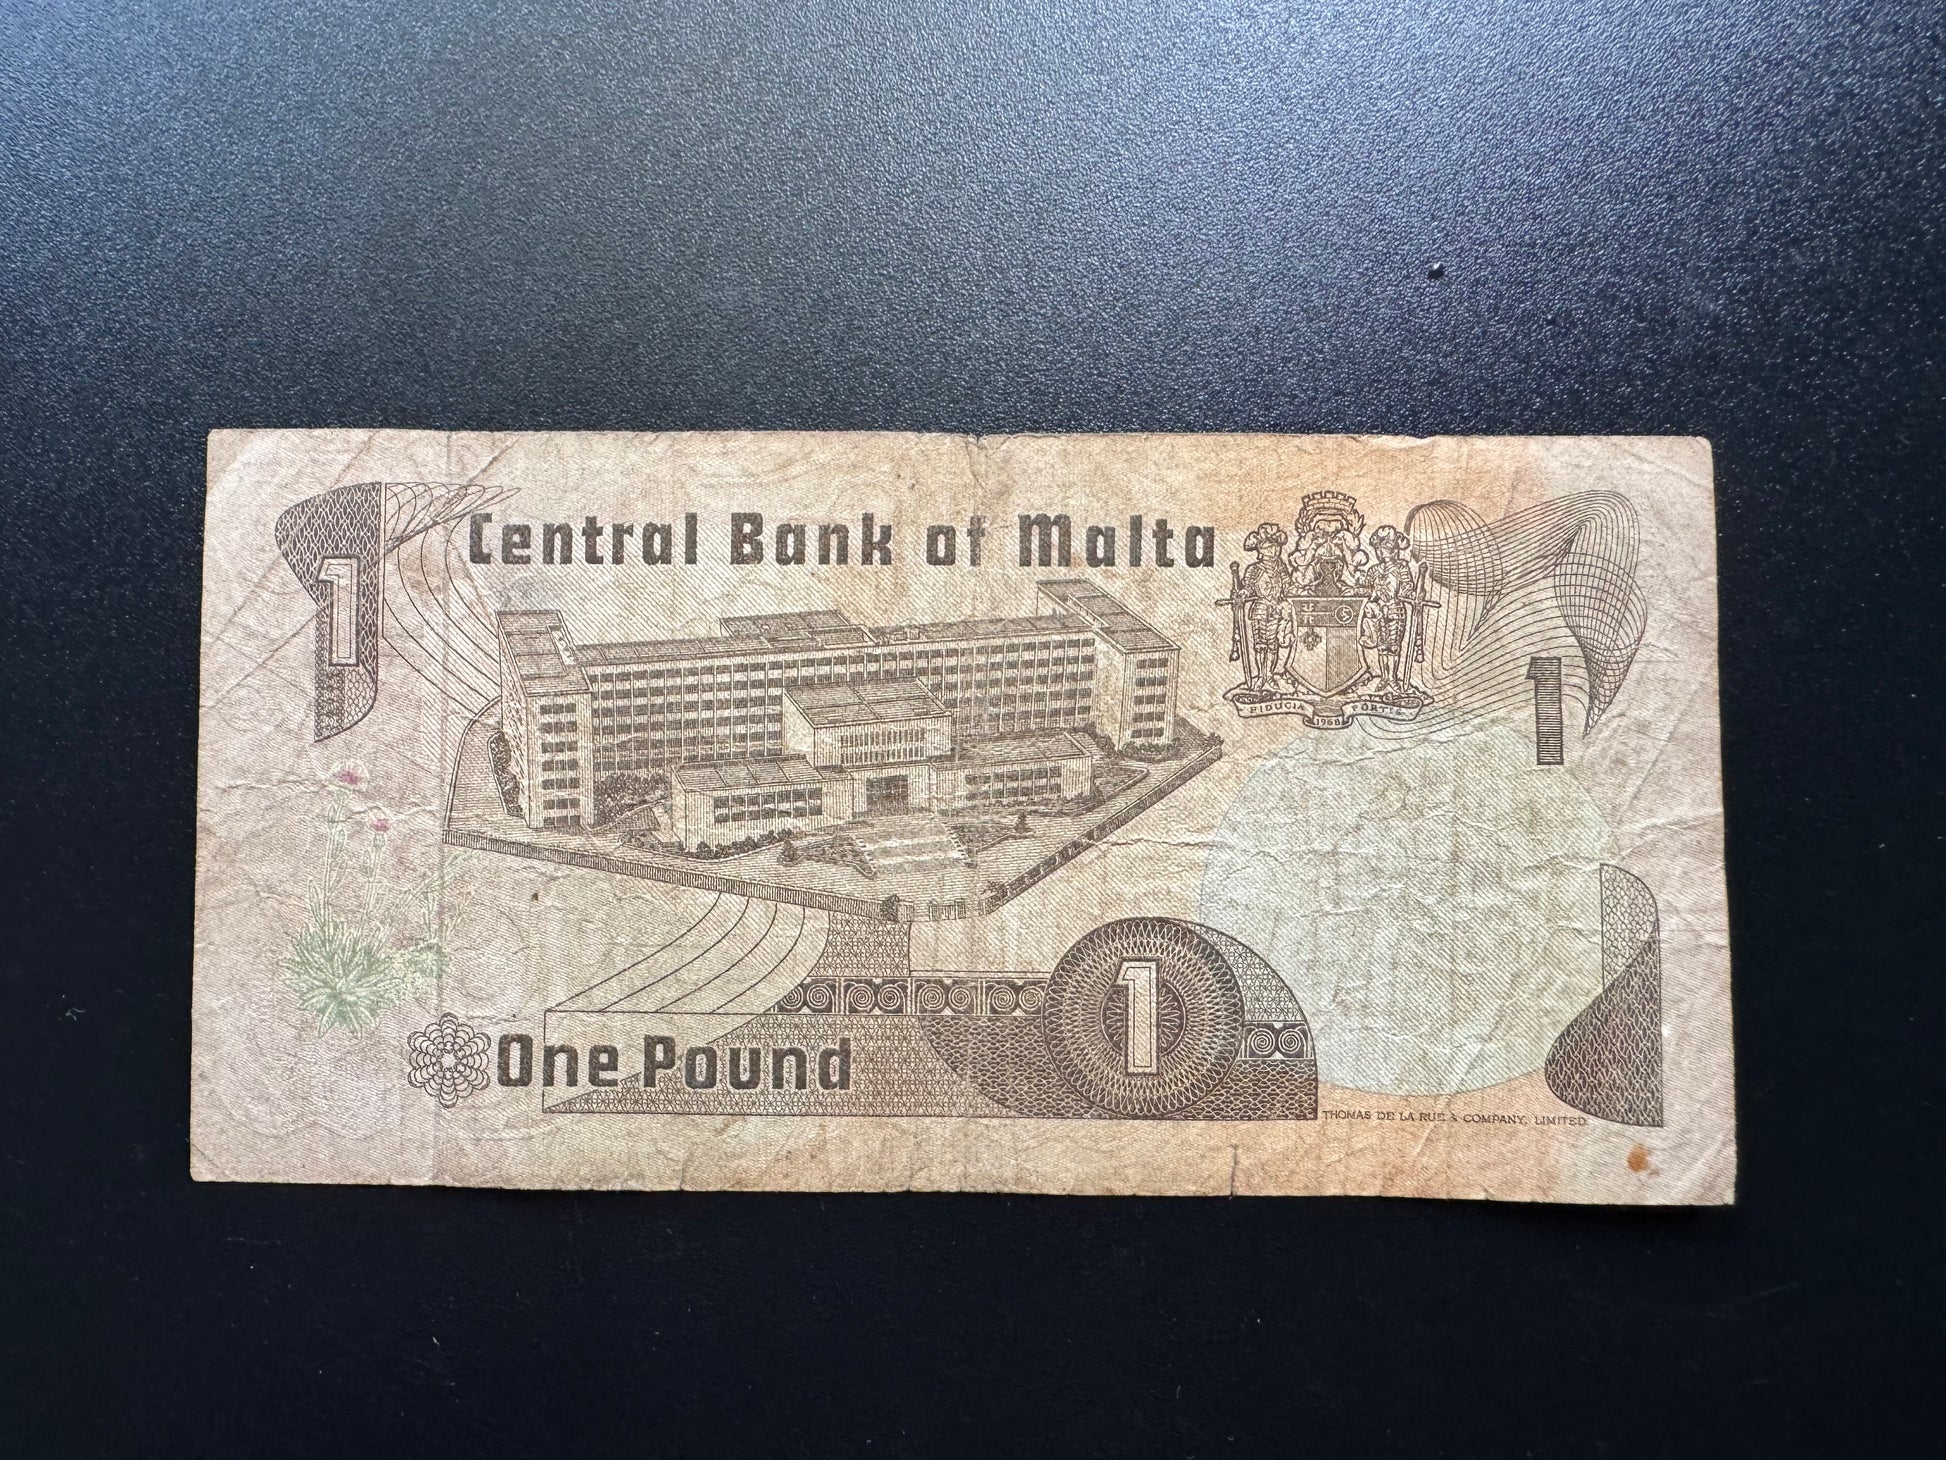 1
Central Bank of Malta
FIDUCIA 1968 FORTIS
1
One Pound
1
THOMAS DE LA RUE & COMPANY, LIMITED